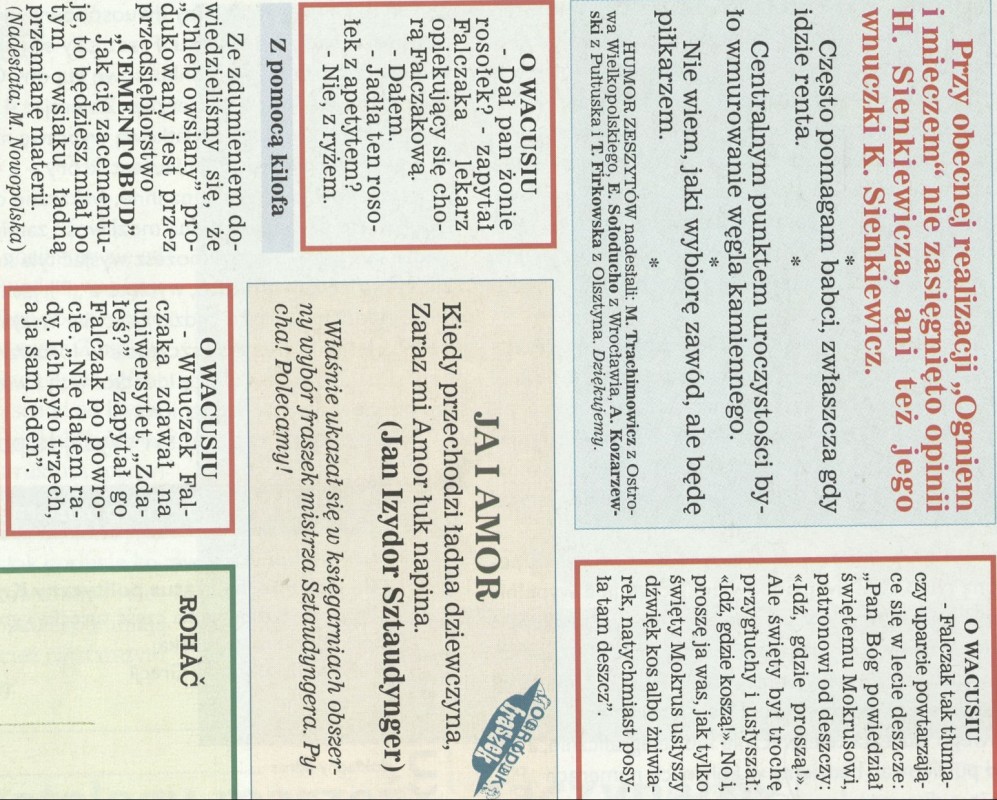 Przy obecnej realizacji „Ogniem
i mieczem“ nie zasięgnięto opinii
H. Sienkiewicza, ani też jego
wnuczki K. Sienkiewicz.
*
Często pomagam babci, zwłaszcza gdy
idzie renta.
*
Centralnym punktem uroczystości by-
ło wmurowanie węgla kamiennego.
*
Nie wiem, jaki wybiorę zawód, ale będę
piłkarzem.
*
HUMOR ZESZYTÓW nadesłali: M. Trachimowicz z Ostro-
wa Wielkopolskiego, E. Sołoducho z Wrocławia, A. Kozarzew-
ski z Pułtuska i T. Firkowska z Olsztyna. Dziękujemy.
O WACUSIU
- Falczak tak tłuma-
czy uparcie powtarzają-
ce się w lecie deszcze:
„Pan Bóg powiedział
świętemu Mokrusowi,
patronowi od deszczy:
«Idź, gdzie proszą!»
Ale święty był trochę
przygłuchy i usłyszał:
«Idź, gdzie koszą!». No i,
proszę ja was, jak tylko
święty Mokrus usłyszy
dźwięk kos albo żniwia-
rek, natychmiast posy-
ła tam deszcz”.
O WACUSIU
- Dał pan żonie
rosołek? - zapytał
Falczaka lekarz
opiekujący się cho-
rą Falczakową.
- Dałem.
- Jadła ten roso-
łek z apetytem?
- Nie, z ryżem.
Z pomocą kilofa
Ze zdumieniem do-
wiedzieliśmy się, że
„Chleb owsiany” pro-
dukowany jest przez
przedsiębiorstwo
„CEMENTOBUD”
Jak cię zacementu-
je, to będziesz miał po
tym owsiaku ładną
przemianę materii.
(Nadesłała: M. Nowopolska)
JA I AMOR
Kiedy przechodzi ładna dziewczyna,
Zaraz mi Amor łuk napina.
(Jan Izydor Sztaudynger)
Właśnie ukazał się w księgarniach obszer-
ny wybór fraszek mistrza Sztaudyngera. Py-
cha! Polecamy!
OGRÓDek
fraszek
O WACUSIU
- Wnuczek Fal-
czaka zdawał na
uniwersytet. „Zda-
łeś?” - zapytał go
Falczak po powro-
cie. „Nie dałem ra-
dy. Ich było trzech,
a ja sam jeden”.
ROHÁČ